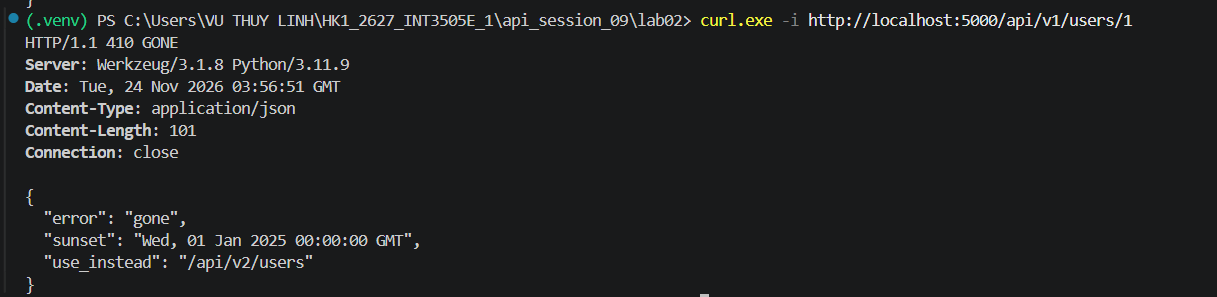 (.venv) PS C:\Users\VU THUY LINH\HK1_2627_INT3505E_1\api_session_09\lab02> curl.exe -i http://localhost:5000/api/v1/users/1
HTTP/1.1 410 GONE
Server: Werkzeug/3.1.8 Python/3.11.9
Date: Tue, 24 Nov 2026 03:56:51 GMT
Content-Type: application/json
Content-Length: 101
Connection: close

{
  "error": "gone",
  "sunset": "Wed, 01 Jan 2025 00:00:00 GMT",
  "use_instead": "/api/v2/users"
}